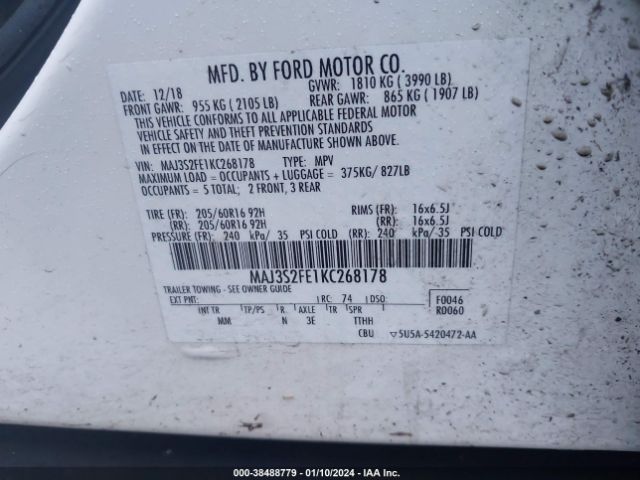 MFD. BY FORD MOTOR CO.
DATE: 12/18 GVWR: 1810 KG ( 3990 LB)
FRONT GAWR: 955 KG ( 2105 LB) REAR GAWR: 865 KG ( 1907 LB)
THIS VEHICLE CONFORMS TO ALL APPLICABLE FEDERAL MOTOR
VEHICLE SAFETY AND THEFT PREVENTION STANDARDS
IN EFFECT ON THE DATE OF MANUFACTURE SHOWN ABOVE.
VIN: MAJ3S2FE1KC268178 TYPE: MPV
MAXIMUM LOAD = OCCUPANTS + LUGGAGE = 375KG/ 827LB
OCCUPANTS = 5 TOTAL; 2 FRONT, 3 REAR
TIRE (FR): 205/60R16 92H RIMS (FR): 16x6.5J
(RR): 205/60R16 92H (RR): 16x6.5J
PRESSURE (FR): 240 kPa/ 35 PSI COLD (RR): 240 kPa/ 35 PSI COLD
MAJ3S2FE1KC268178
TRAILER TOWING - SEE OWNER GUIDE
EXT PNT: RC: 74 DSO: F0046
INT TR TP/PS R AXLE TR SPR R0060
MM N 3E TTHH
CBU ▽5U5A-5420472-AA
000-38488779 - 01/10/2024 - IAA Inc.